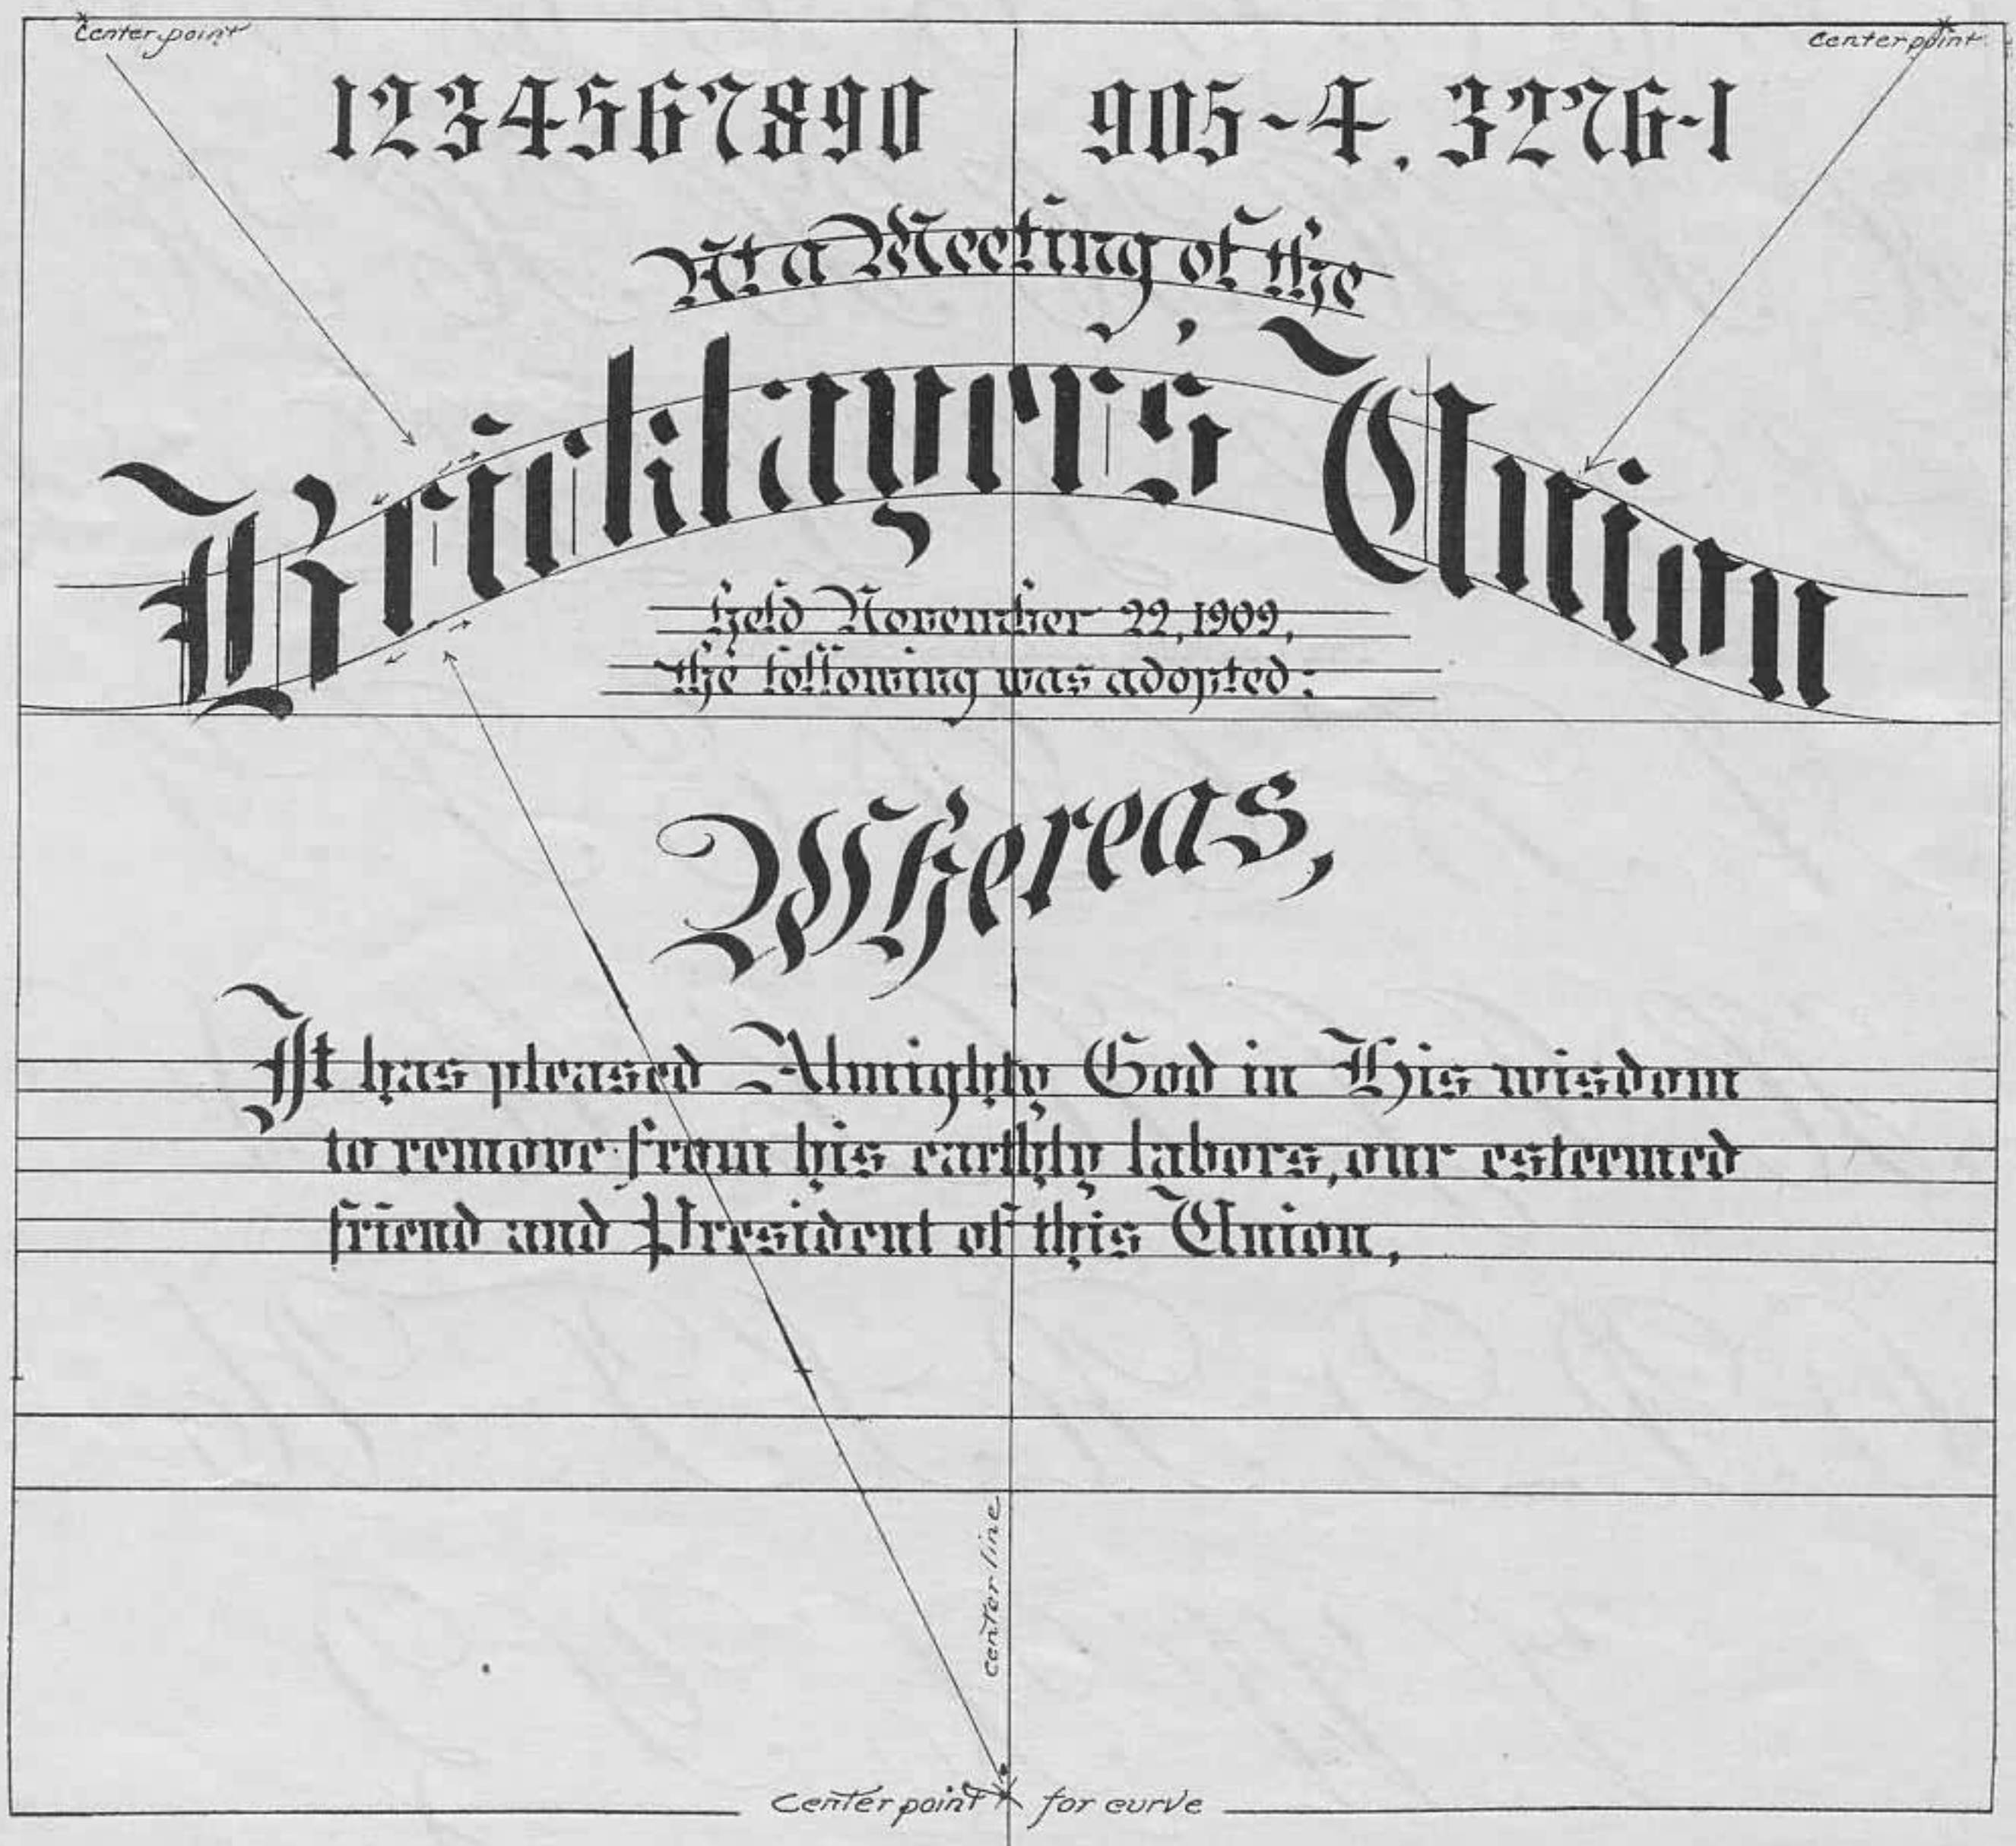 Center point
Center point
1234567890 905-4. 3276-1
At a Meeting of the
Bricklayer's Union
held November 22, 1909,
the following was adopted:
Whereas,
It has pleased Almighty God in His wisdom
to remove from his earthly labors, our esteemed
friend and President of this Union,
center line
Center point for curve